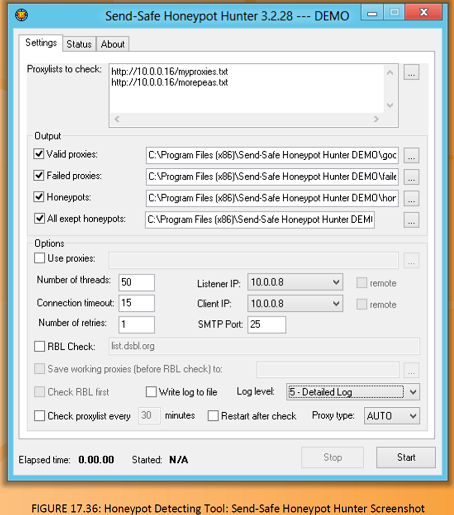 Send-Safe Honeypot Hunter 3.2.28 --- DEMO
Settings Status About
Proxylists to check:
http://10.0.0.16/myproxies.txt
http://10.0.0.16/morepeas.txt
...
Output
Valid proxies: C:\Program Files (x86)\Send-Safe Honeypot Hunter DEMO\goo ...
Failed proxies: C:\Program Files (x86)\Send-Safe Honeypot Hunter DEMO\faile ...
Honeypots: C:\Program Files (x86)\Send-Safe Honeypot Hunter DEMO\hor ...
All exept honeypots: C:\Program Files (x86)\Send-Safe Honeypot Hunter DEM( ...
Options
Use proxies: ...
Number of threads: 50 Listener IP: 10.0.0.8 remote
Connection timeout: 15 Client IP: 10.0.0.8 remote
Number of retries: 1 SMTP Port: 25
RBL Check: list.dsbl.org
Save working proxies (before RBL check) to: ...
Check RBL first Write log to file Log level: 5 - Detailed Log
Check proxylist every 30 minutes Restart after check Proxy type: AUTO
Elapsed time: 0.00.00 Started: N/A Stop Start
FIGURE 17.36: Honeypot Detecting Tool: Send-Safe Honeypot Hunter Screenshot